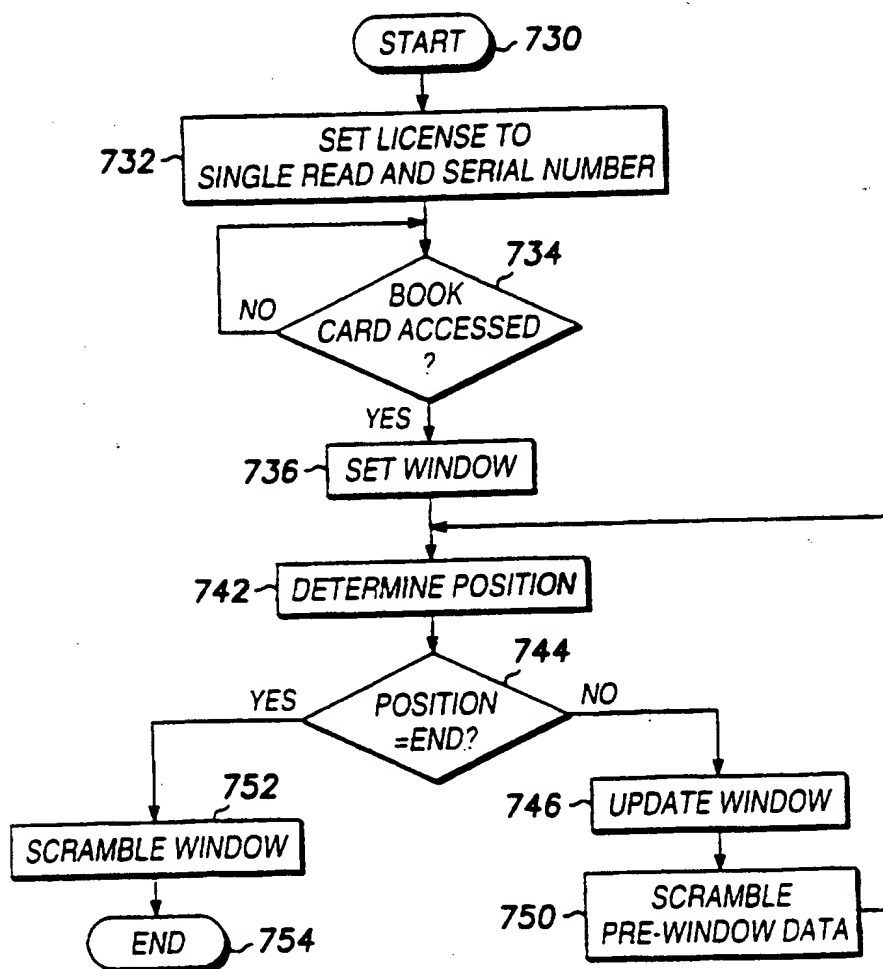 START 730
732 SET LICENSE TO
SINGLE READ AND SERIAL NUMBER
734
NO
BOOK
CARD ACCESSED
?
YES
736 SET WINDOW
742 DETERMINE POSITION
744
YES
POSITION
=END?
NO
752
SCRAMBLE WINDOW
746 UPDATE WINDOW
750 SCRAMBLE
PRE-WINDOW DATA
END 754